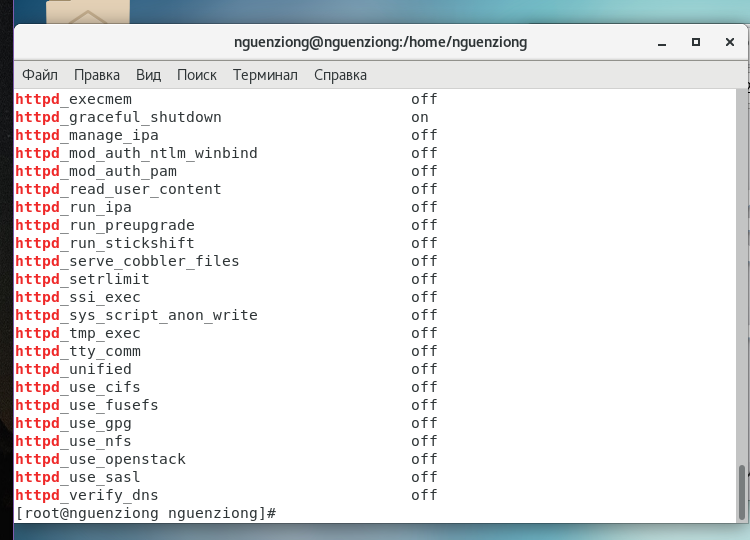 nguenziong@nguenziong:/home/nguenziong
Файл Правка Вид Поиск Терминал Справка
httpd_execmem off
httpd_graceful_shutdown on
httpd_manage_ipa off
httpd_mod_auth_ntlm_winbind off
httpd_mod_auth_pam off
httpd_read_user_content off
httpd_run_ipa off
httpd_run_preupgrade off
httpd_run_stickshift off
httpd_serve_cobbler_files off
httpd_setrlimit off
httpd_ssi_exec off
httpd_sys_script_anon_write off
httpd_tmp_exec off
httpd_tty_comm off
httpd_unified off
httpd_use_cifs off
httpd_use_fusefs off
httpd_use_gpg off
httpd_use_nfs off
httpd_use_openstack off
httpd_use_sasl off
httpd_verify_dns off
[root@nguenziong nguenziong]#